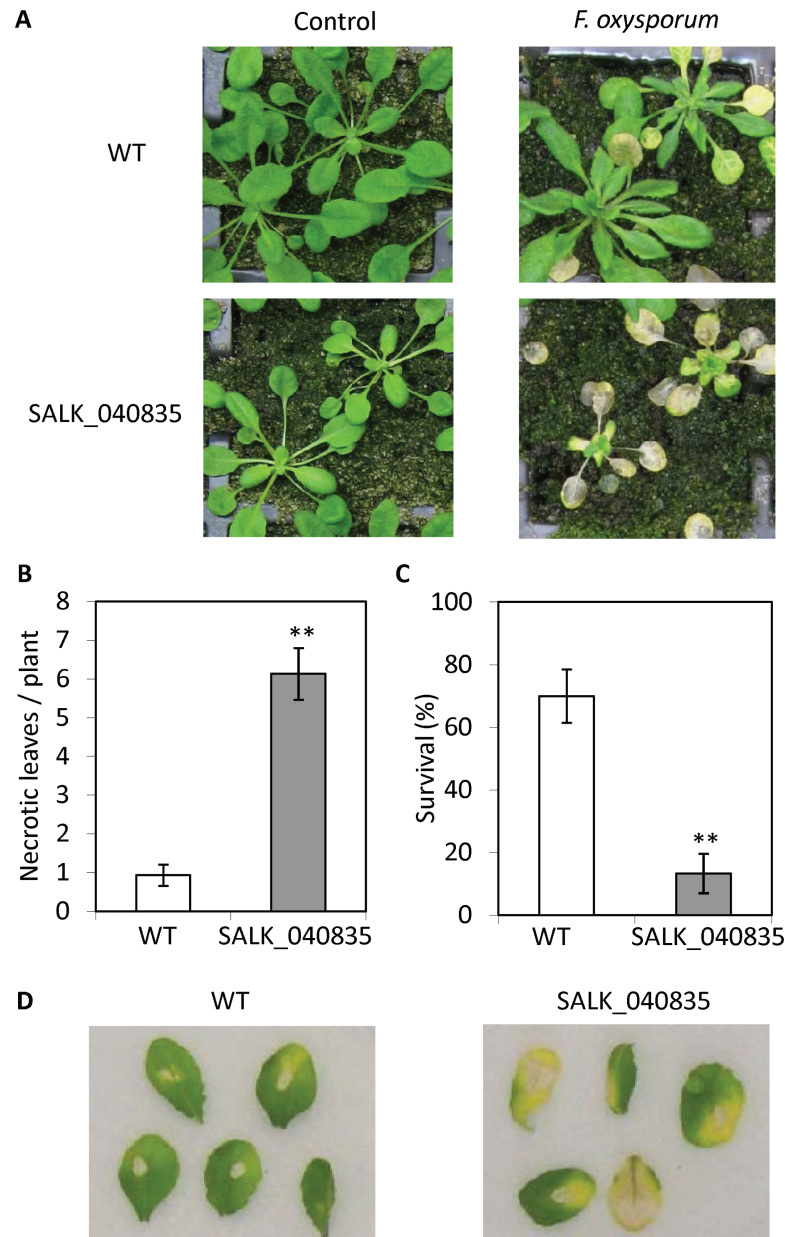 A
Control
F. oxysporum
WT
SALK_040835
B
C
8
7
6
5
4
3
2
1
0
Necrotic leaves / plant
**
WT
SALK_040835
100
80
60
40
20
0
Survival (%)
**
WT
SALK_040835
D
WT
SALK_040835